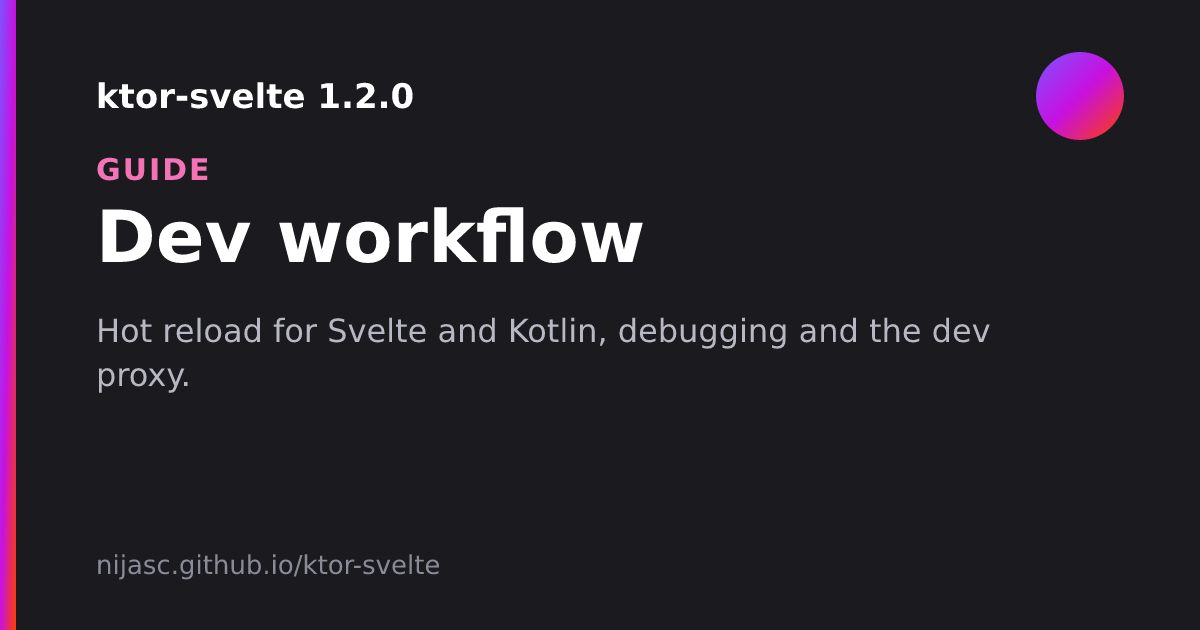 ktor-svelte 1.2.0
GUIDE
Dev workflow
Hot reload for Svelte and Kotlin, debugging and the dev
proxy.
nijasc.github.io/ktor-svelte